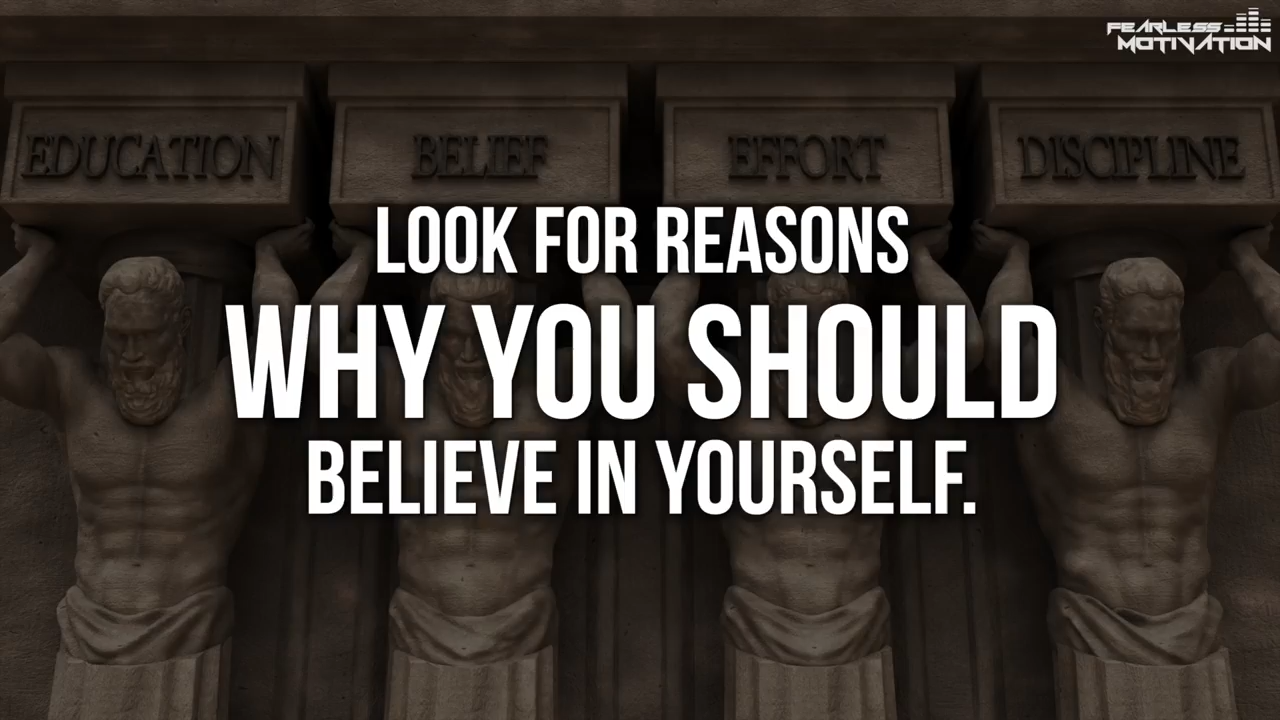 FEARLESS
MOTIVATION
EDUCATION BELIEF EFFORT DISCIPLINE
LOOK FOR REASONS
WHY YOU SHOULD
BELIEVE IN YOURSELF.